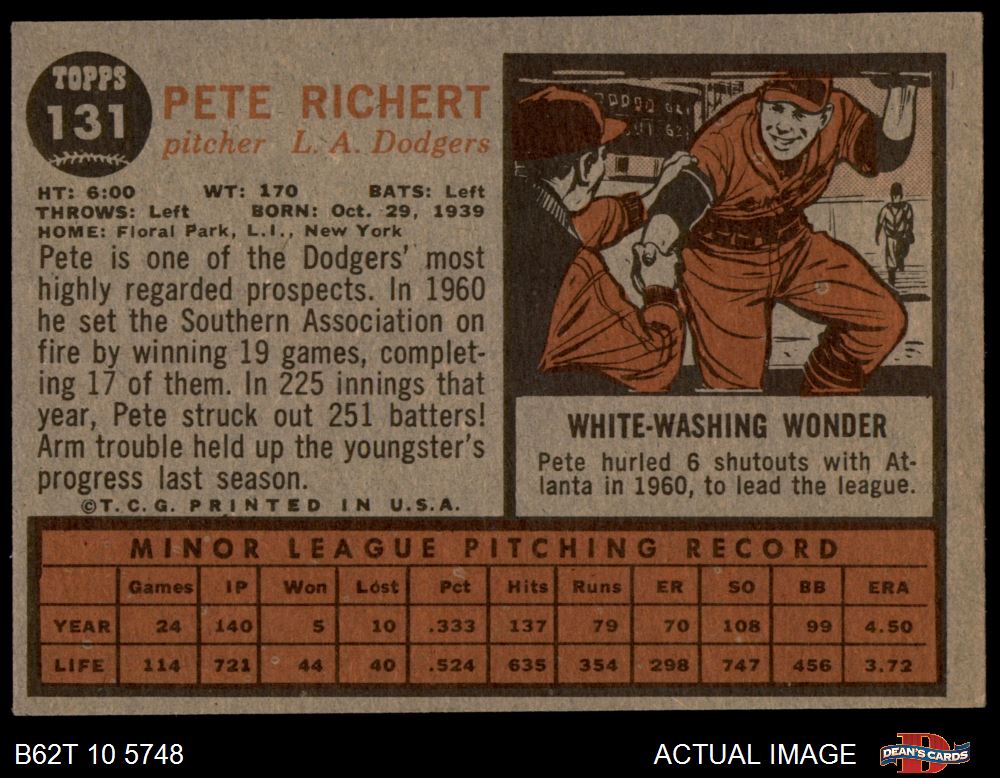 TOPPS
131
PETE RICHERT
pitcher L. A. Dodgers
HT: 6:00 WT: 170 BATS: Left
THROWS: Left BORN: Oct. 29, 1939
HOME: Floral Park, L.I., New York
Pete is one of the Dodgers' most
highly regarded prospects. In 1960
he set the Southern Association on
fire by winning 19 games, complet-
ing 17 of them. In 225 innings that
year, Pete struck out 251 batters!
Arm trouble held up the youngster's
progress last season.
©T.C.G. PRINTED IN U.S.A.
WHITE-WASHING WONDER
Pete hurled 6 shutouts with At-
lanta in 1960, to lead the league.
MINOR LEAGUE PITCHING RECORD
Games IP Won Lost Pct Hits Runs ER SO BB ERA
YEAR 24 140 5 10 .333 137 79 70 108 99 4.50
LIFE 114 721 44 40 .524 635 354 298 747 456 3.72
B62T 10 5748 ACTUAL IMAGE DEAN'S CARDS